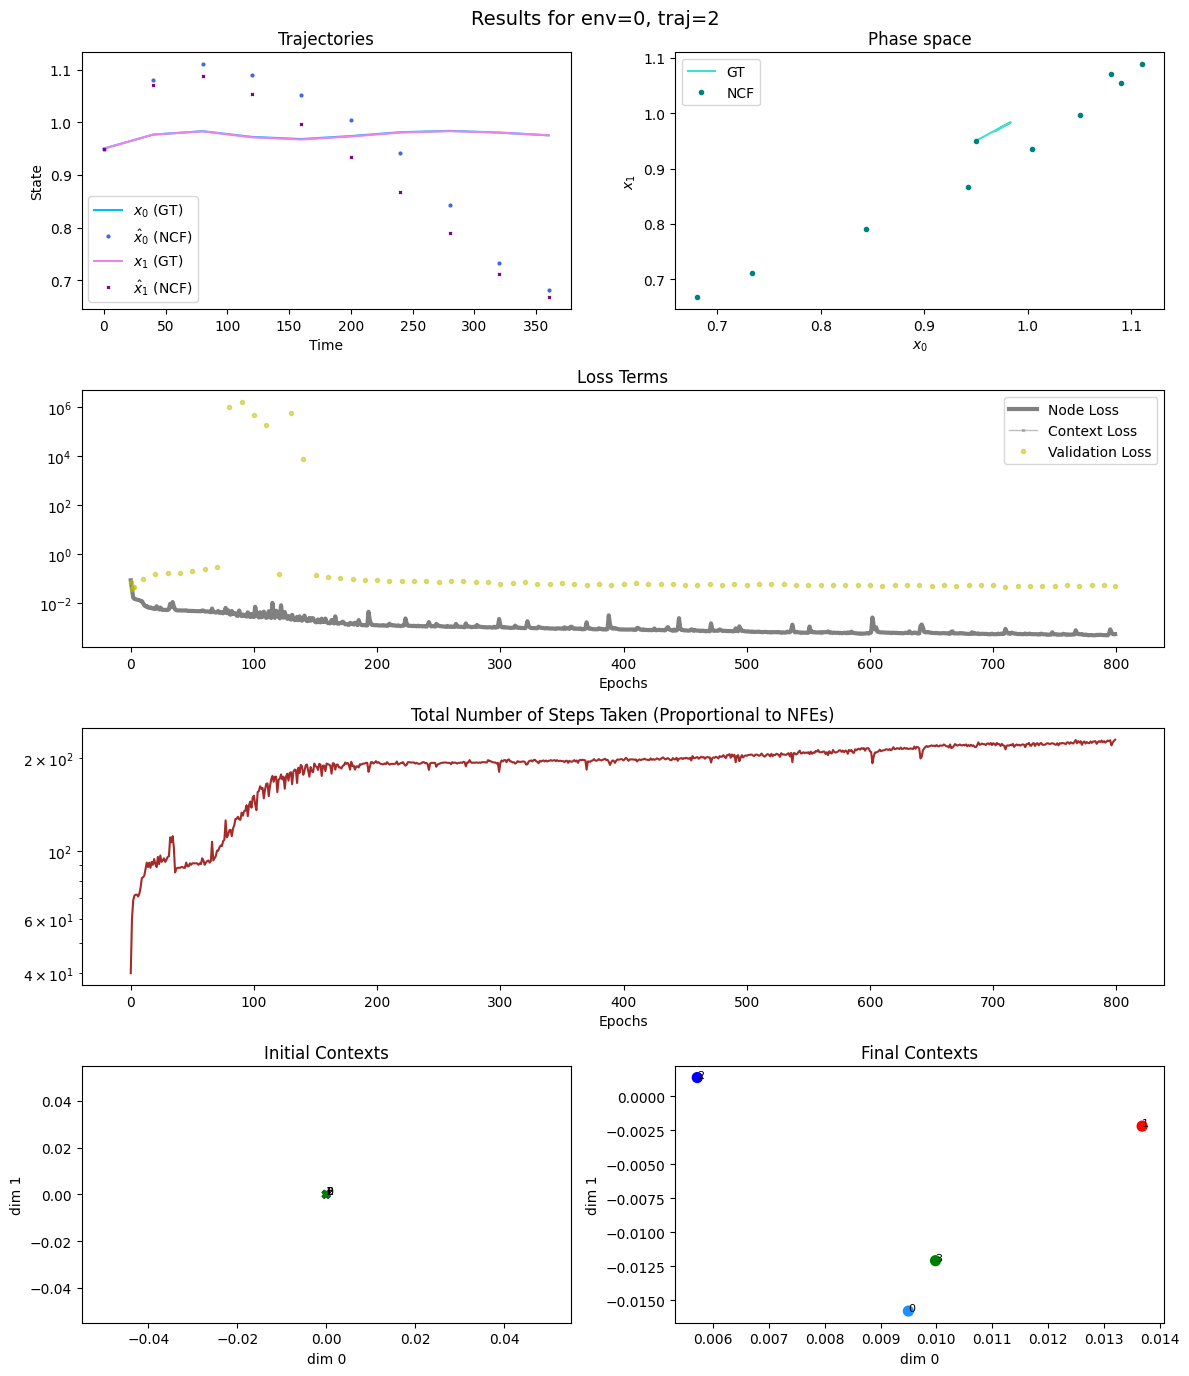 Results for env=0, traj=2
Trajectories
1.1
1.0
0.9
0.8
0.7
State
x₀ (GT)
x̂₀ (NCF)
x₁ (GT)
x̂₁ (NCF)
0 50 100 150 200 250 300 350
Time
Phase space
1.1
1.0
0.9
0.8
0.7
x₁
GT
NCF
0.7 0.8 0.9 1.0 1.1
x₀
Loss Terms
10⁶
10⁴
10²
10⁰
10⁻²
Node Loss
Context Loss
Validation Loss
0 100 200 300 400 500 600 700 800
Epochs
Total Number of Steps Taken (Proportional to NFEs)
2 × 10²
10²
6 × 10¹
4 × 10¹
0 100 200 300 400 500 600 700 800
Epochs
Initial Contexts
0.04
0.02
0.00
−0.02
−0.04
dim 1
−0.04 −0.02 0.00 0.02 0.04
dim 0
Final Contexts
0.0000
−0.0025
−0.0050
−0.0075
−0.0100
−0.0125
−0.0150
dim 1
2
1
3
0
0.006 0.007 0.008 0.009 0.010 0.011 0.012 0.013 0.014
dim 0